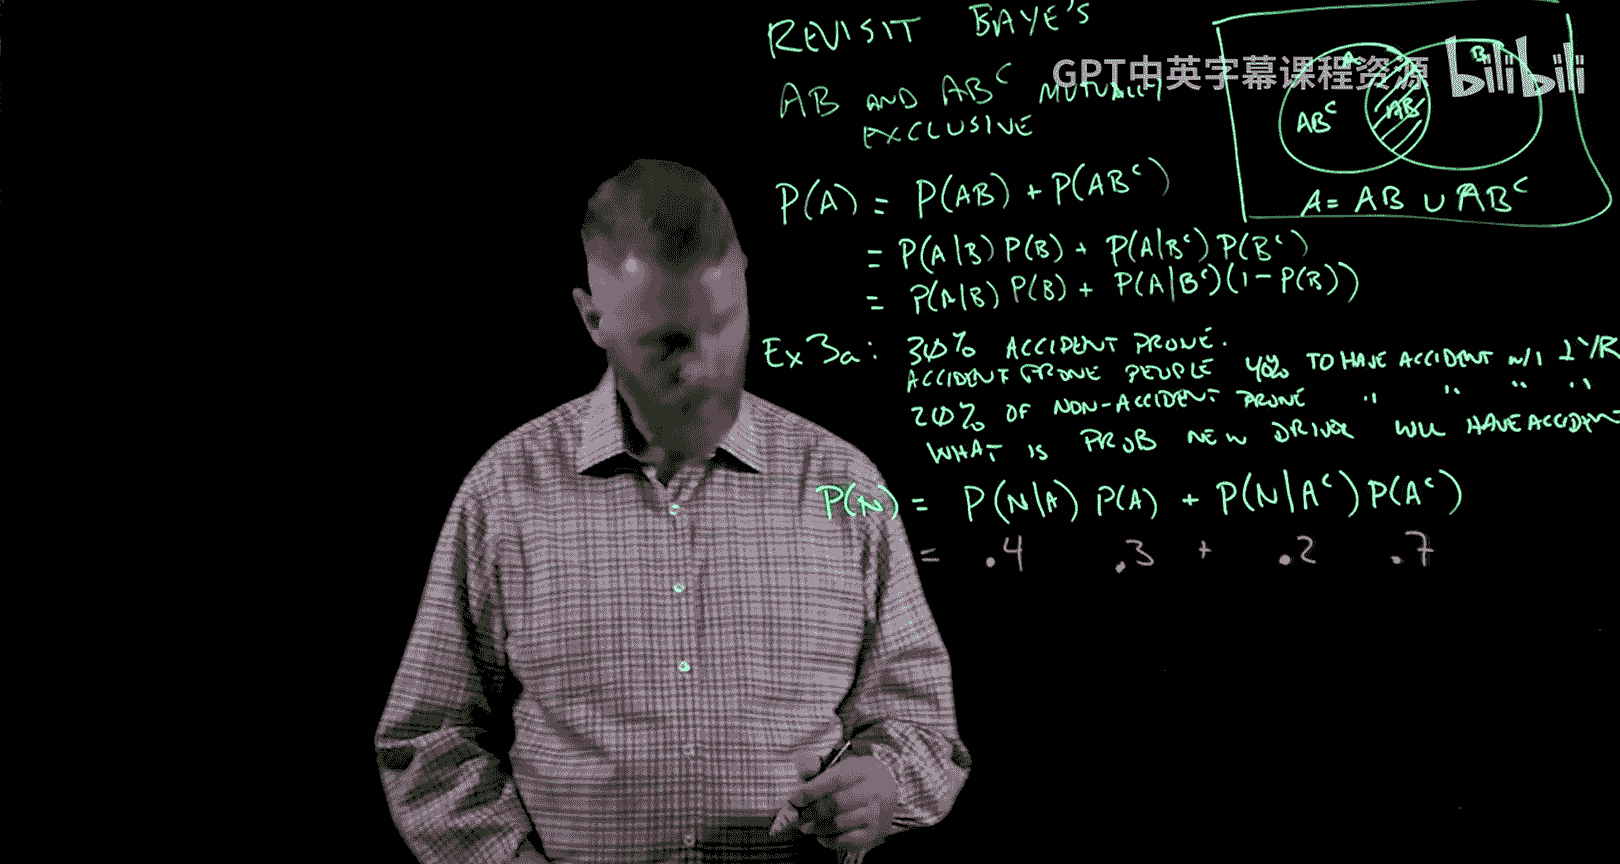 REVISIT BAYE'S
GPT中英字幕课程资源 bilibili
AB AND AB^C MUTUALLY
EXCLUSIVE
A B
AB^C AB
A = AB ∪ AB^C
P(A) = P(AB) + P(AB^c)
= P(A|B) P(B) + P(A|B^c) P(B^c)
= P(A|B) P(B) + P(A|B^c)(1 - P(B))
Ex 3a: 30% ACCIDENT PRONE.
ACCIDENT PRONE PEOPLE 40% TO HAVE ACCIDENT w/i 1 YR
20% OF NON-ACCIDENT PRONE " " " "
WHAT IS PROB NEW DRIVER WILL HAVE ACCIDENT
P(N) = P(N|A) P(A) + P(N|A^c) P(A^c)
= .4 .3 + .2 .7